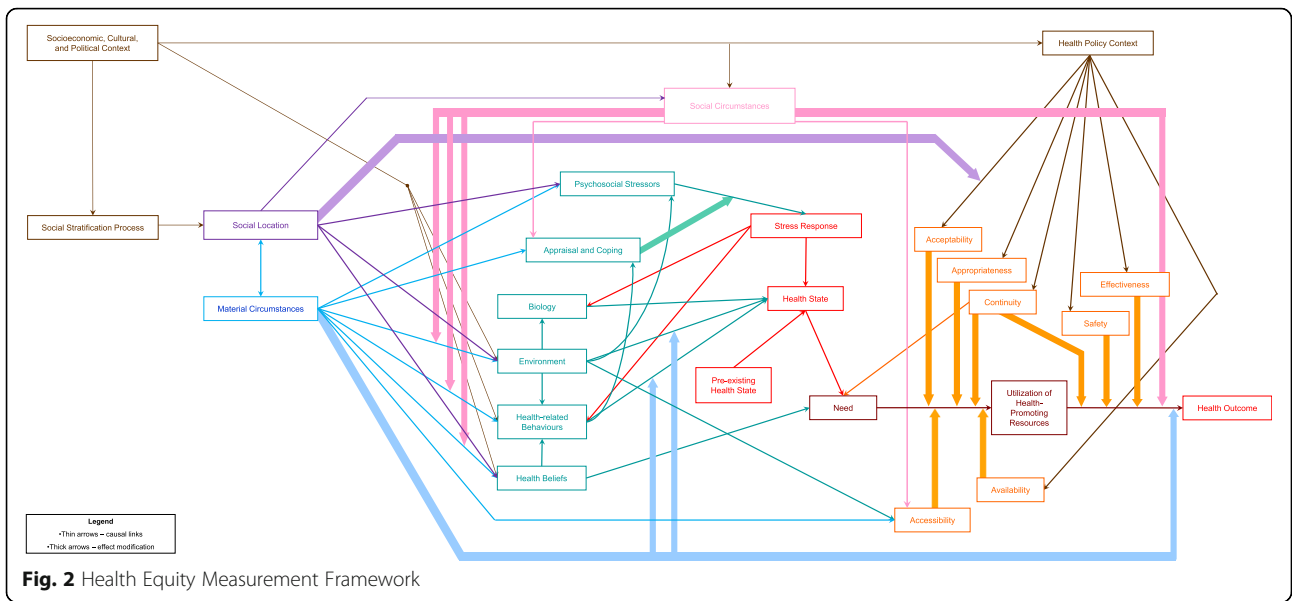 Socioeconomic, Cultural,
and Political Context
Health Policy Context
Social Circumstances
Psychosocial Stressors
Social Stratification Process
Social Location
Stress Response
Appraisal and Coping
Acceptability
Appropriateness
Effectiveness
Material Circumstances
Biology
Health State
Continuity
Safety
Environment
Pre-existing
Health State
Health-related
Behaviours
Need
Utilization of
Health-
Promoting
Resources
Health Outcome
Health Beliefs
Availability
Accessibility
Legend
•Thin arrows – causal links
•Thick arrows – effect modification
Fig. 2 Health Equity Measurement Framework